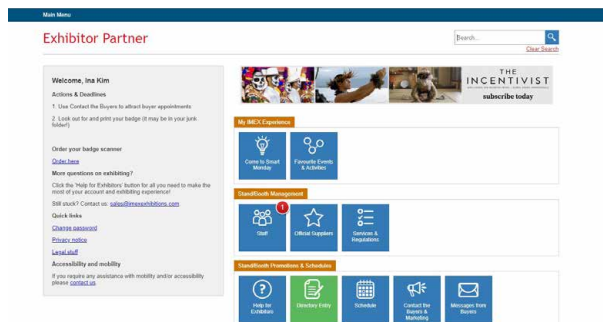 Main Menu
Exhibitor Partner
Search...
Clear Search
Welcome, Ina Kim
Actions & Deadlines
1. Use Contact the Buyers to attract buyer appointments
2. Look out for and print your badge (it may be in your junk
folder!)
Order your badge scanner
Order here
More questions on exhibiting?
Click the 'Help for Exhibitors' button for all you need to make the
most of your account and exhibiting experience!
Still stuck? Contact us: sales@imexexhibitions.com
Quick links
Change password
Privacy notice
Legal stuff
Accessibility and mobility
If you require any assistance with mobility and/or accessibility
please contact us
THE
INCENTIVIST
subscribe today
My IMEX Experience
Come to Smart
Monday
Favourite Events
& Activities
Stand/Booth Management
1
Staff
Official Suppliers
Services &
Regulations
Stand/Booth Promotions & Schedules
Help for
Exhibitors
Directory Entry
Schedule
Contact the
Buyers &
Marketing
Messages from
Buyers